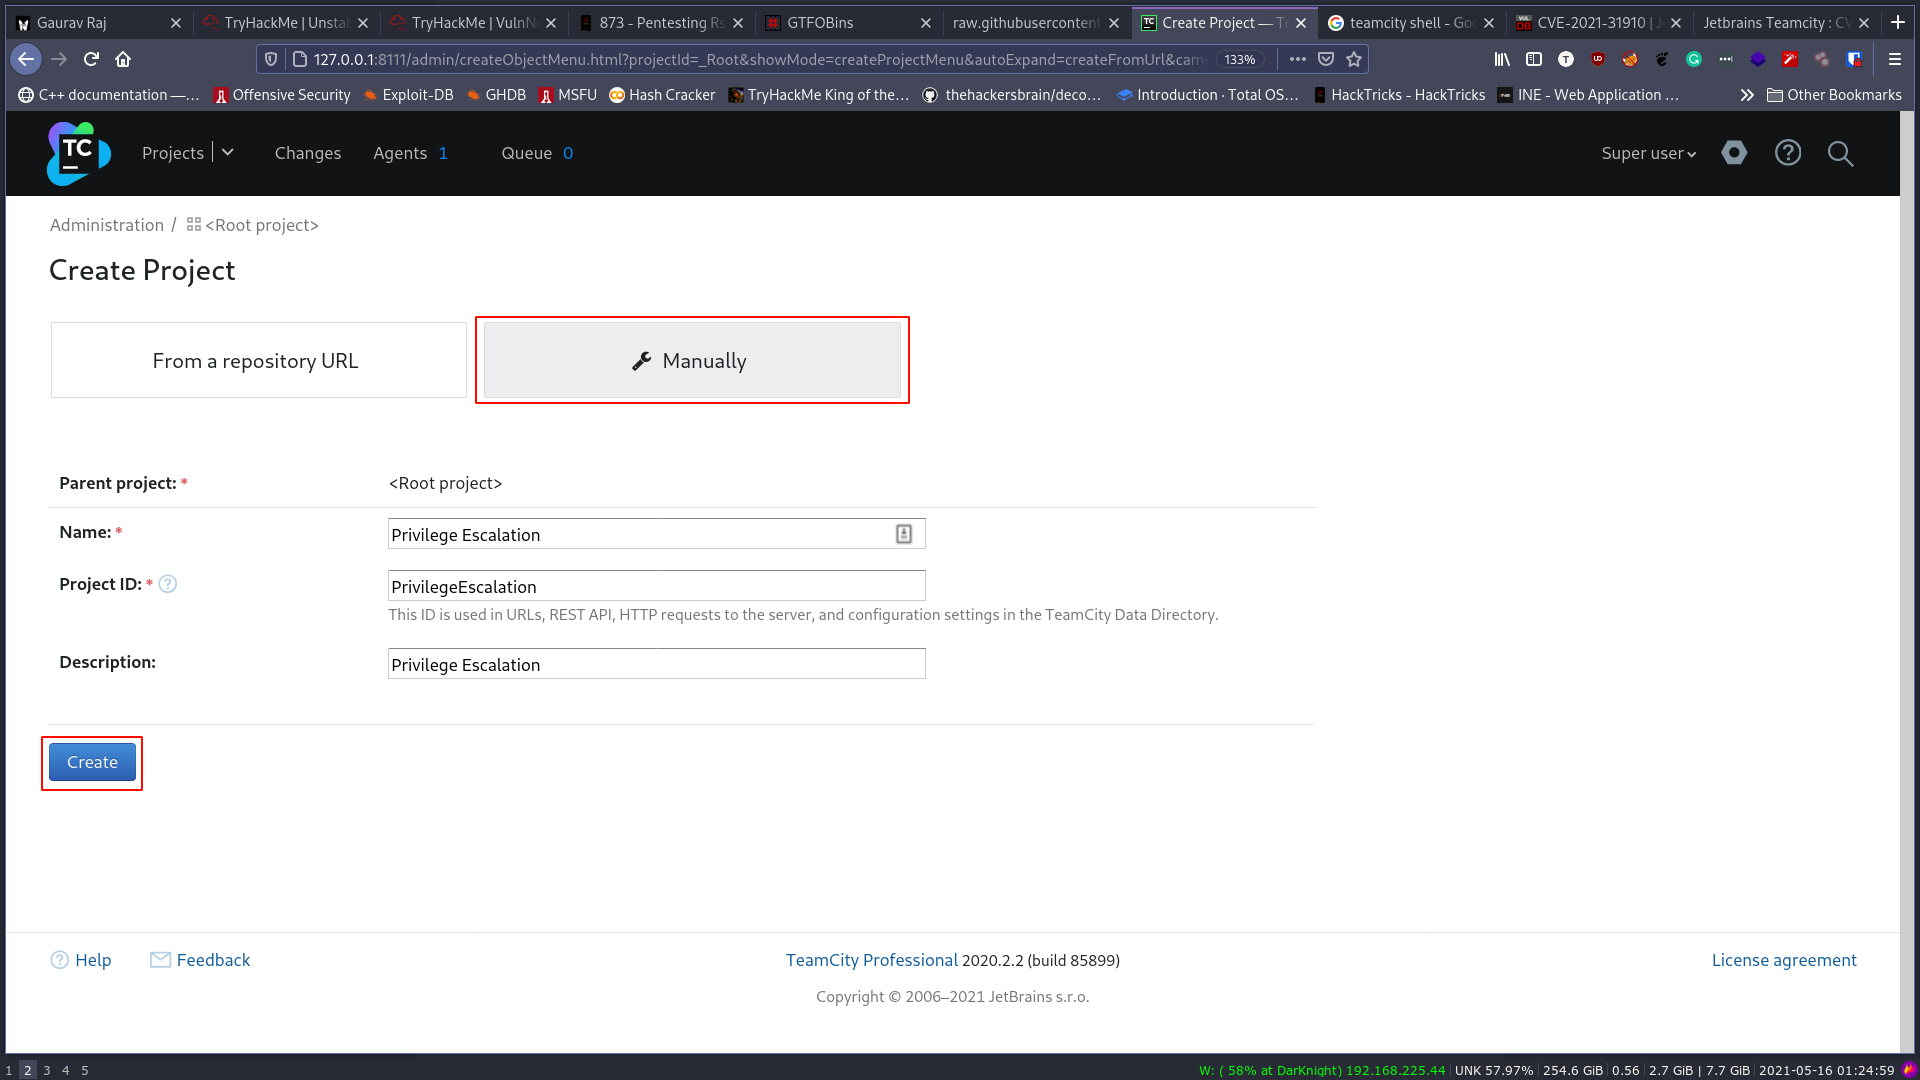 Gaurav Raj
TryHackMe | Unstab
TryHackMe | VulnN
873 - Pentesting Rs
GTFOBins
raw.githubusercontent
Create Project — Te
teamcity shell - Goo
CVE-2021-31910 | J
Jetbrains Teamcity : CV
127.0.0.1:8111/admin/createObjectMenu.html?projectId=_Root&showMode=createProjectMenu&autoExpand=createFromUrl&came
133%
C++ documentation —…
Offensive Security
Exploit-DB
GHDB
MSFU
Hash Cracker
TryHackMe King of the…
thehackersbrain/deco…
Introduction · Total OS…
HackTricks - HackTricks
INE - Web Application …
Other Bookmarks
TC
Projects
Changes
Agents 1
Queue 0
Super user
Administration / <Root project>
Create Project
From a repository URL
Manually
Parent project: * <Root project>
Name: * Privilege Escalation
Project ID: * PrivilegeEscalation
This ID is used in URLs, REST API, HTTP requests to the server, and configuration settings in the TeamCity Data Directory.
Description: Privilege Escalation
Create
Help
Feedback
TeamCity Professional 2020.2.2 (build 85899)
License agreement
Copyright © 2006–2021 JetBrains s.r.o.
1 2 3 4 5
W: ( 58% at DarKnight) 192.168.225.44 | UNK 57.97% | 254.6 GiB | 0.56 | 2.7 GiB | 7.7 GiB | 2021-05-16 01:24:59